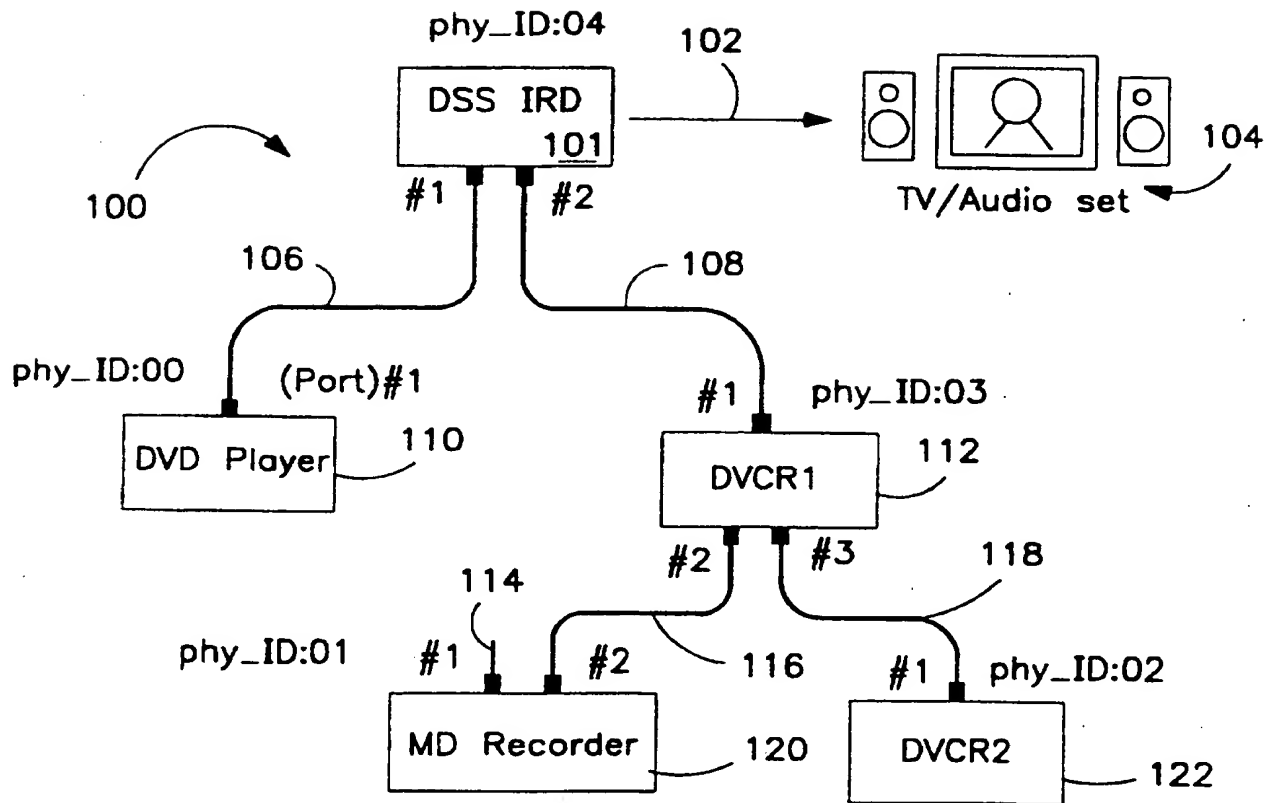 phy_ID:04
102
DSS IRD
101
104
100
#1
#2
TV/Audio set
106
108
phy_ID:00
(Port)#1
#1
phy_ID:03
DVD Player
110
DVCR1
112
#2
#3
118
114
phy_ID:01
#1
#2
116
#1
phy_ID:02
MD Recorder
120
DVCR2
122